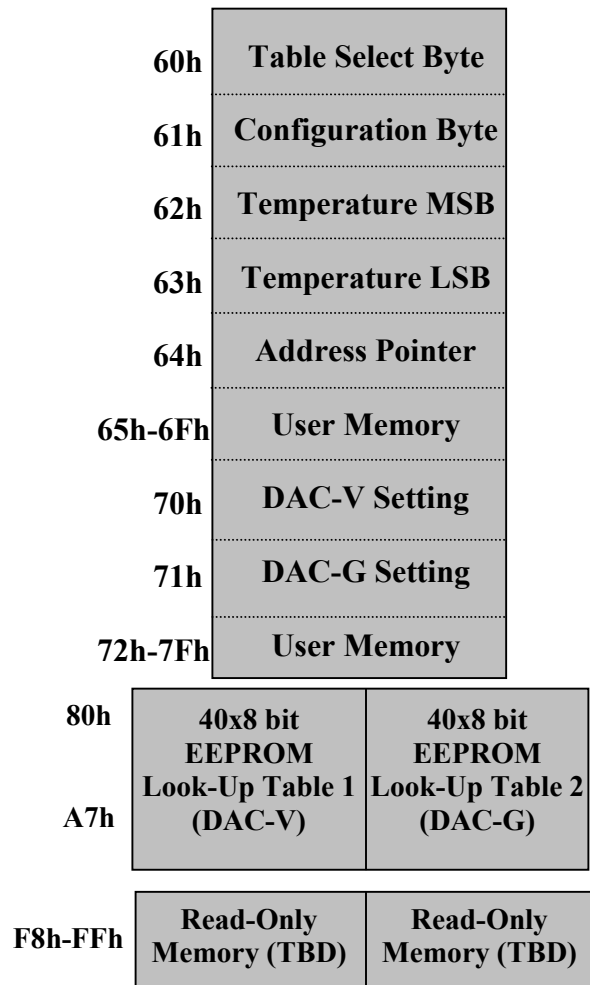 60h Table Select Byte
61h Configuration Byte
62h Temperature MSB
63h Temperature LSB
64h Address Pointer
65h-6Fh User Memory
70h DAC-V Setting
71h DAC-G Setting
72h-7Fh User Memory
80h
40x8 bit
EEPROM
Look-Up Table 1
(DAC-V)
40x8 bit
EEPROM
Look-Up Table 2
(DAC-G)
A7h
F8h-FFh
Read-Only
Memory (TBD)
Read-Only
Memory (TBD)